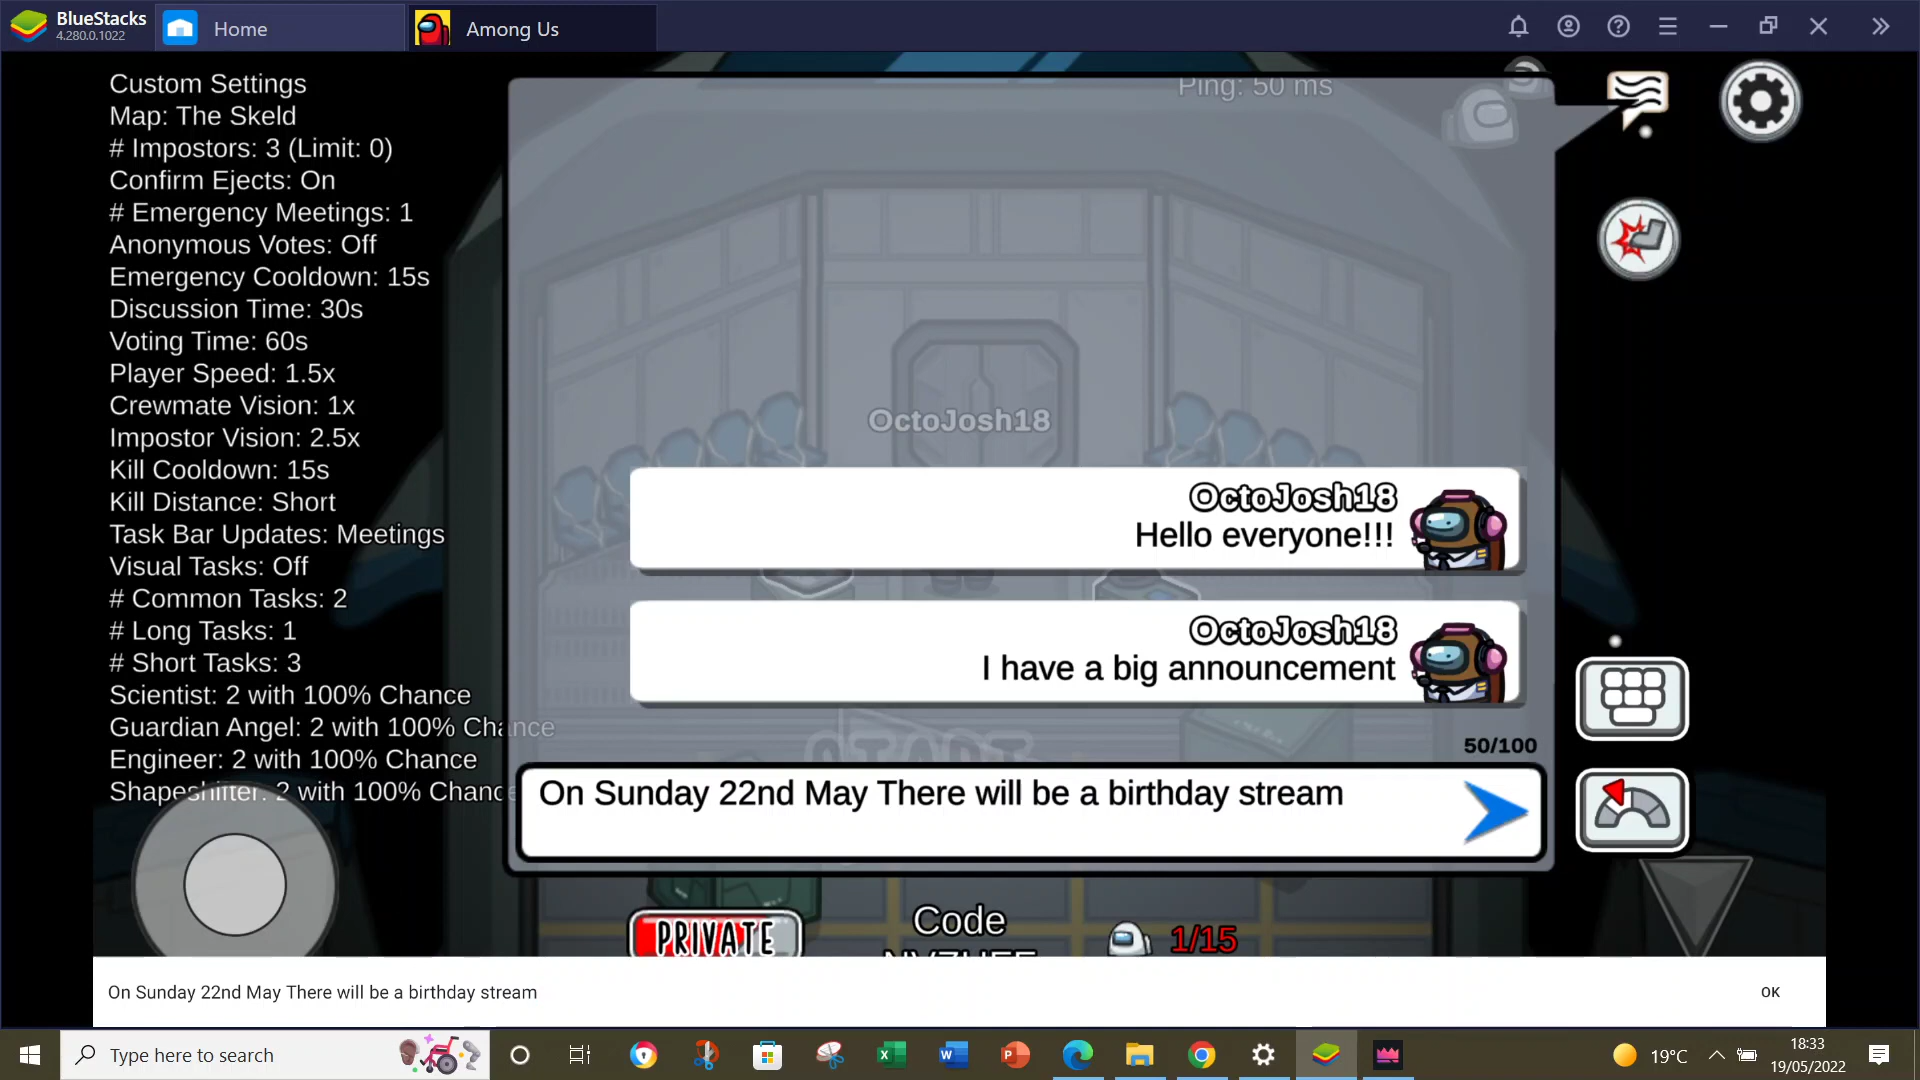 BlueStacks
4.280.0.1022
Home
Among Us
Custom Settings
Map: The Skeld
# Impostors: 3 (Limit: 0)
Confirm Ejects: On
# Emergency Meetings: 1
Anonymous Votes: Off
Emergency Cooldown: 15s
Discussion Time: 30s
Voting Time: 60s
Player Speed: 1.5x
Crewmate Vision: 1x
Impostor Vision: 2.5x
Kill Cooldown: 15s
Kill Distance: Short
Task Bar Updates: Meetings
Visual Tasks: Off
# Common Tasks: 2
# Long Tasks: 1
# Short Tasks: 3
Scientist: 2 with 100% Chance
Guardian Angel: 2 with 100% Chance
Engineer: 2 with 100% Chance
Shapeshifter: 2 with 100% Chance
Ping: 50 ms
OctoJosh18
OctoJosh18
Hello everyone!!!
OctoJosh18
I have a big announcement
START
50/100
On Sunday 22nd May There will be a birthday stream
PRIVATE
Code
1/15
On Sunday 22nd May There will be a birthday stream
OK
Type here to search
19°C
18:33
19/05/2022